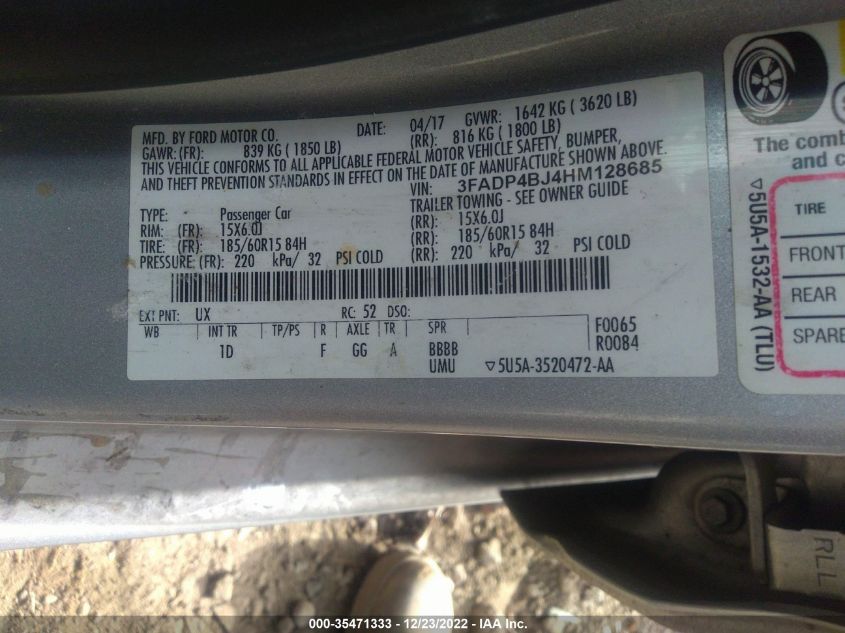 MFD. BY FORD MOTOR CO.
DATE: 04/17 GVWR: 1642 KG ( 3620 LB)
GAWR: (FR): 839 KG ( 1850 LB) (RR): 816 KG ( 1800 LB)
THIS VEHICLE CONFORMS TO ALL APPLICABLE FEDERAL MOTOR VEHICLE SAFETY, BUMPER,
AND THEFT PREVENTION STANDARDS IN EFFECT ON THE DATE OF MANUFACTURE SHOWN ABOVE.
VIN: 3FADP4BJ4HM128685
TYPE: Passenger Car TRAILER TOWING - SEE OWNER GUIDE
RIM: (FR): 15X6.0J (RR): 15X6.0J
TIRE: (FR): 185/60R15 84H (RR): 185/60R15 84H
PRESSURE: (FR): 220 kPa/ 32 PSI COLD (RR): 220 kPa/ 32 PSI COLD
EXT PNT: UX RC: 52 DSO:
WB INT TR TP/PS R AXLE TR SPR F0065
1D F GG A BBBB R0084
UMU ▽5U5A-3520472-AA
The comb
and c
▽5U5A-1532-AA (TLU)
TIRE
FRONT
REAR
SPARE
RLL
000-35471333 - 12/23/2022 - IAA Corp.